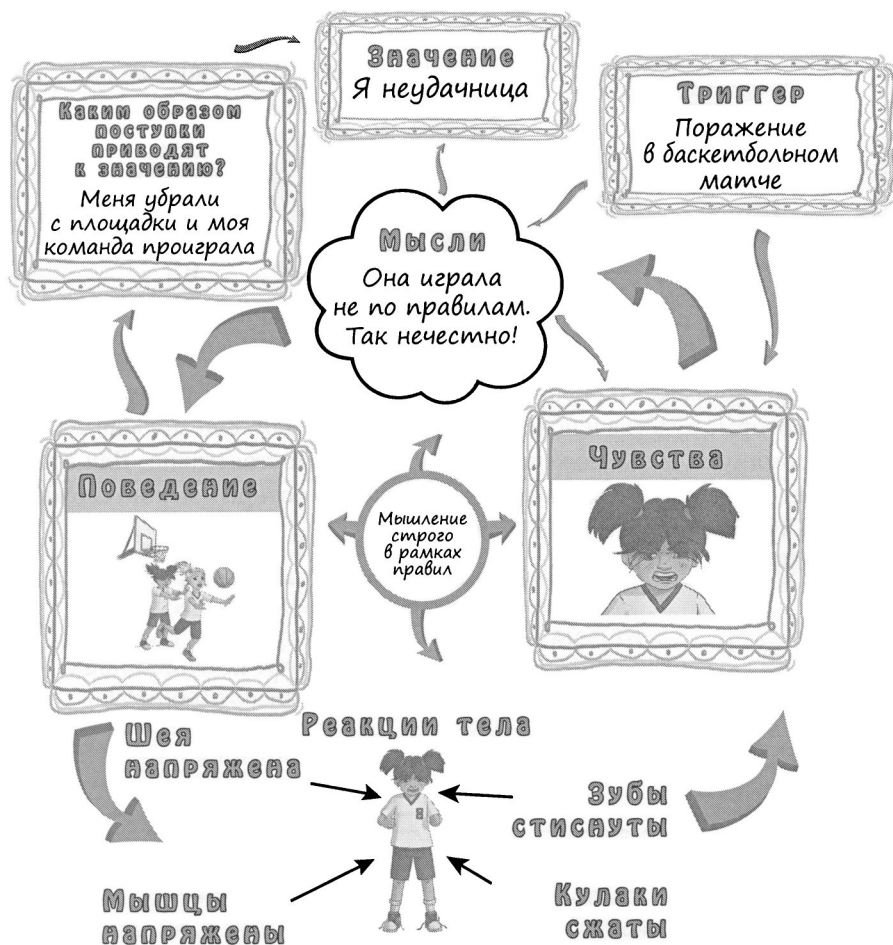 Значение
Я неудачница
Триггер
Поражение
в баскетбольном
матче
Каким образом
поступки
приводят
к значению?
Меня убрали
с площадки и моя
команда проиграла
Мысли
Она играла
не по правилам.
Так нечестно!
Поведение
Чувства
Мышление
строго
в рамках
правил
Реакции тела
Шея
напряжена
Зубы
стиснуты
Мышцы
напряжены
Кулаки
сжаты